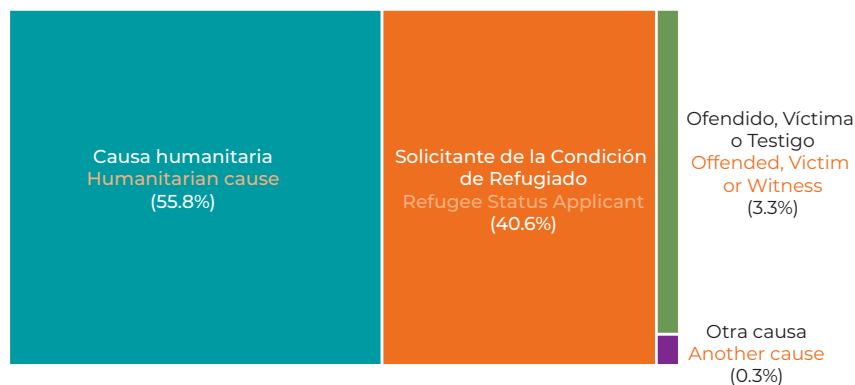 Causa humanitaria
Humanitarian cause
(55.8%)
Solicitante de la Condición
de Refugiado
Refugee Status Applicant
(40.6%)
Ofendido, Víctima
o Testigo
Offended, Victim
or Witness
(3.3%)
Otra causa
Another cause
(0.3%)